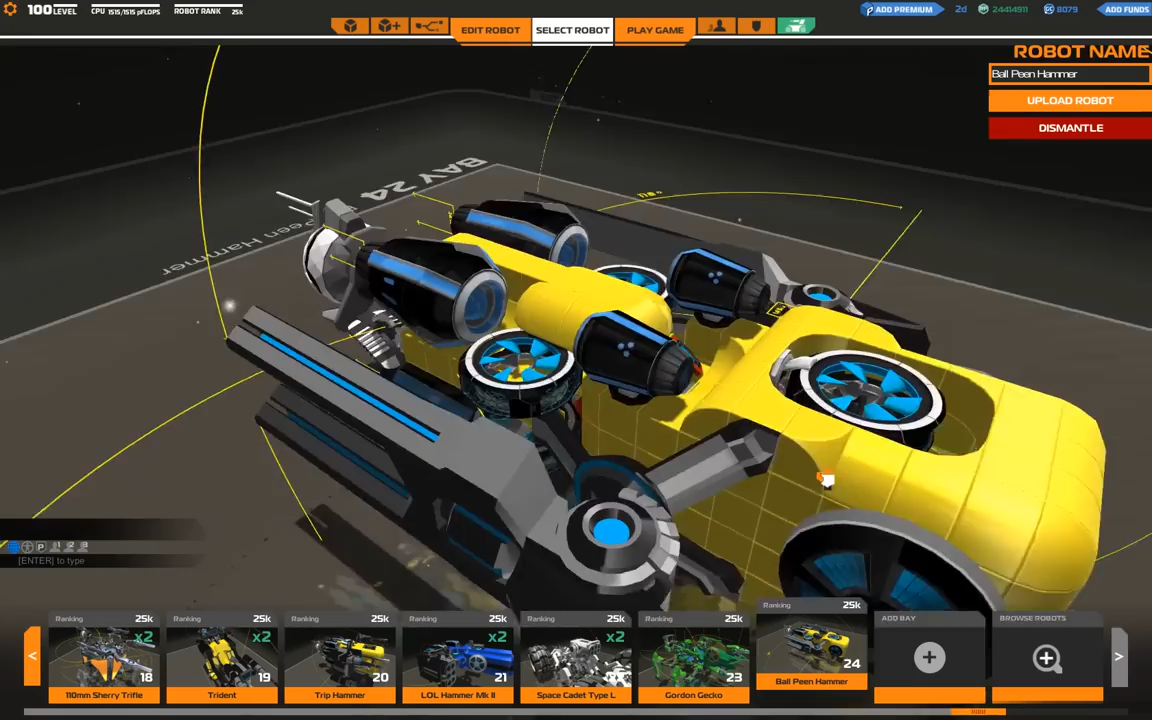 100 LEVEL
CPU 1515/1515 pFLOPS
ROBOT RANK 25k
EDIT ROBOT
SELECT ROBOT
PLAY GAME
ADD PREMIUM
2d
24414911
8079
ADD FUNDS
ROBOT NAME
Ball Peen Hammer
UPLOAD ROBOT
DISMANTLE
BAY 24
een Hammer
[ENTER] to type
Ranking 25k
x2
18
110mm Sherry Trifle
Ranking 25k
x2
19
Trident
Ranking 25k
20
Trip Hammer
Ranking 25k
x2
21
LOL Hammer Mk II
Ranking 25k
x2
Space Cadet Type L
Ranking 25k
23
Gordon Gecko
Ranking 25k
24
Ball Peen Hammer
ADD BAY
BROWSE ROBOTS